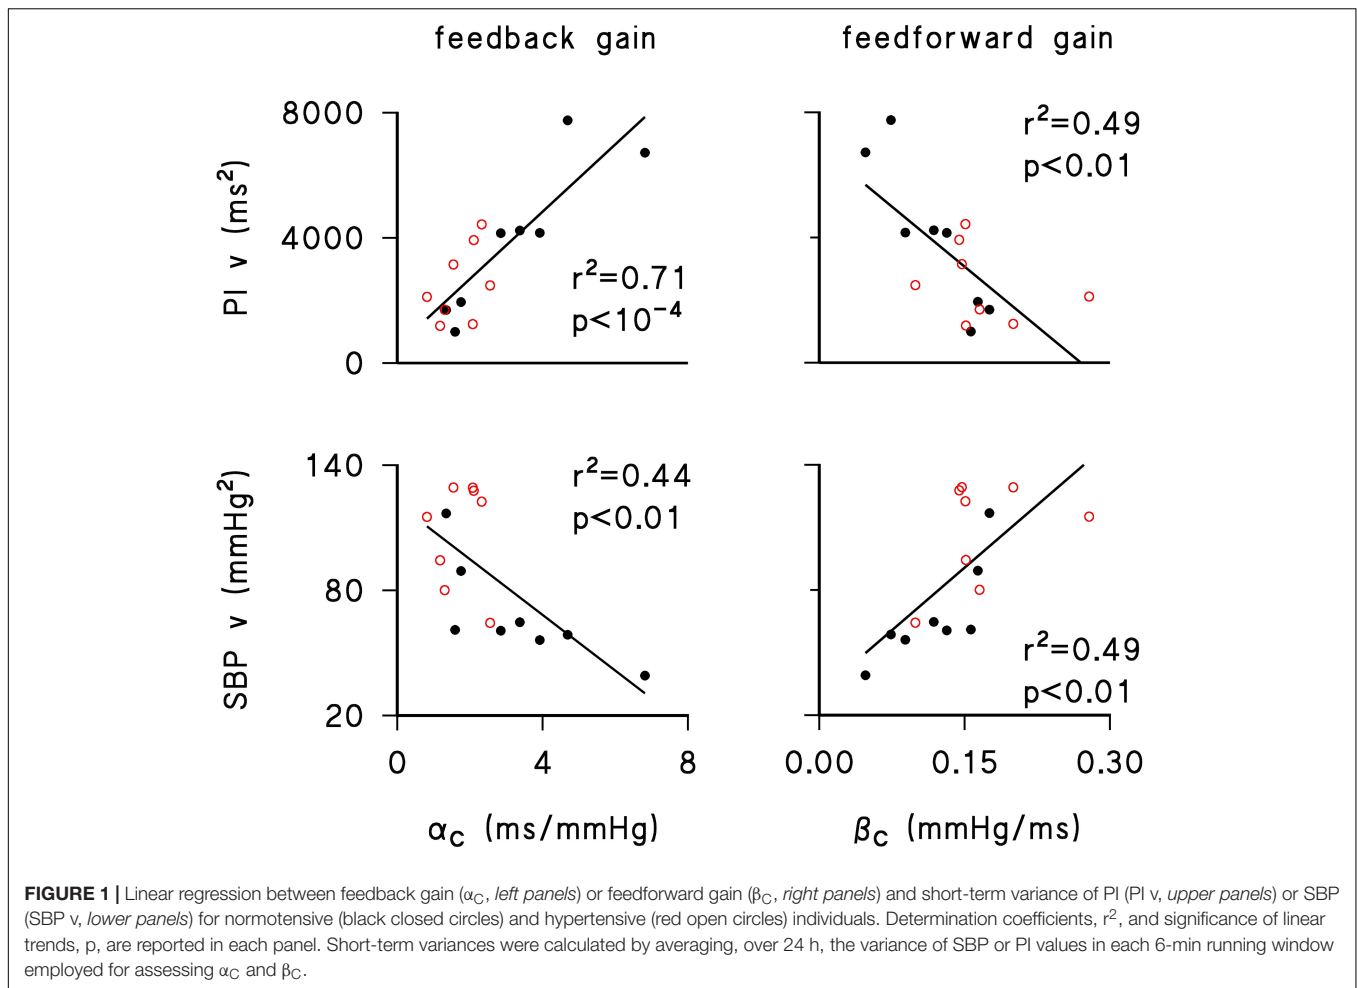 feedback gain
feedforward gain
8000
4000
0
PI v (ms²)
r²=0.71
p<10⁻⁴
r²=0.49
p<0.01
140
80
20
SBP v (mmHg²)
r²=0.44
p<0.01
r²=0.49
p<0.01
0 4 8
0.00 0.15 0.30
αC (ms/mmHg)
βC (mmHg/ms)
FIGURE 1 | Linear regression between feedback gain (αC, left panels) or feedforward gain (βC, right panels) and short-term variance of PI (PI v, upper panels) or SBP
(SBP v, lower panels) for normotensive (black closed circles) and hypertensive (red open circles) individuals. Determination coefficients, r², and significance of linear
trends, p, are reported in each panel. Short-term variances were calculated by averaging, over 24 h, the variance of SBP or PI values in each 6-min running window
employed for assessing αC and βC.